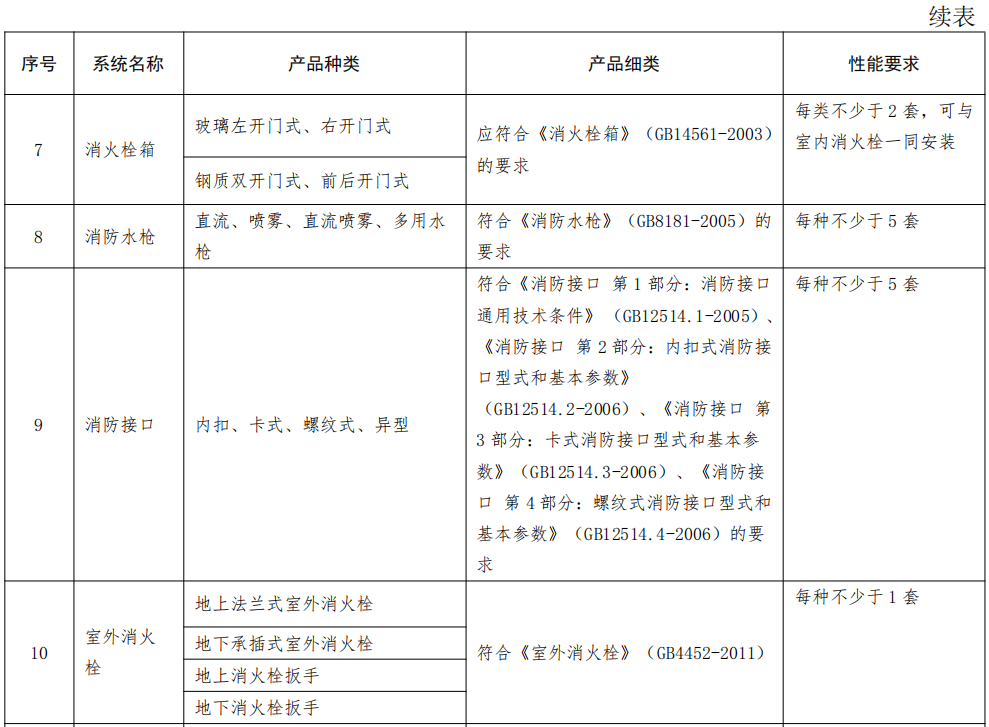 续表
序号 系统名称 产品种类 产品细类 性能要求
7
消火栓箱
玻璃左开门式、右开门式
钢质双开门式、前后开门式
应符合《消火栓箱》（GB14561-2003）
的要求
每类不少于 2 套，可与
室内消火栓一同安装
8
消防水枪
直流、喷雾、直流喷雾、多用水
枪
符合《消防水枪》（GB8181-2005）的
要求
每种不少于 5 套
9
消防接口
内扣、卡式、螺纹式、异型
符合《消防接口 第 1 部分：消防接口
通用技术条件》（GB12514.1-2005）、
《消防接口 第 2 部分：内扣式消防接
口型式和基本参数》
（GB12514.2-2006）、《消防接口 第
3 部分：卡式消防接口型式和基本参
数》（GB12514.3-2006）、《消防接
口 第 4 部分：螺纹式消防接口型式和
基本参数》（GB12514.4-2006）的要
求
每种不少于 5 套
10
室外消火
栓
地上法兰式室外消火栓
地下承插式室外消火栓
地上消火栓扳手
地下消火栓扳手
符合《室外消火栓》（GB4452-2011）
每种不少于 1 套